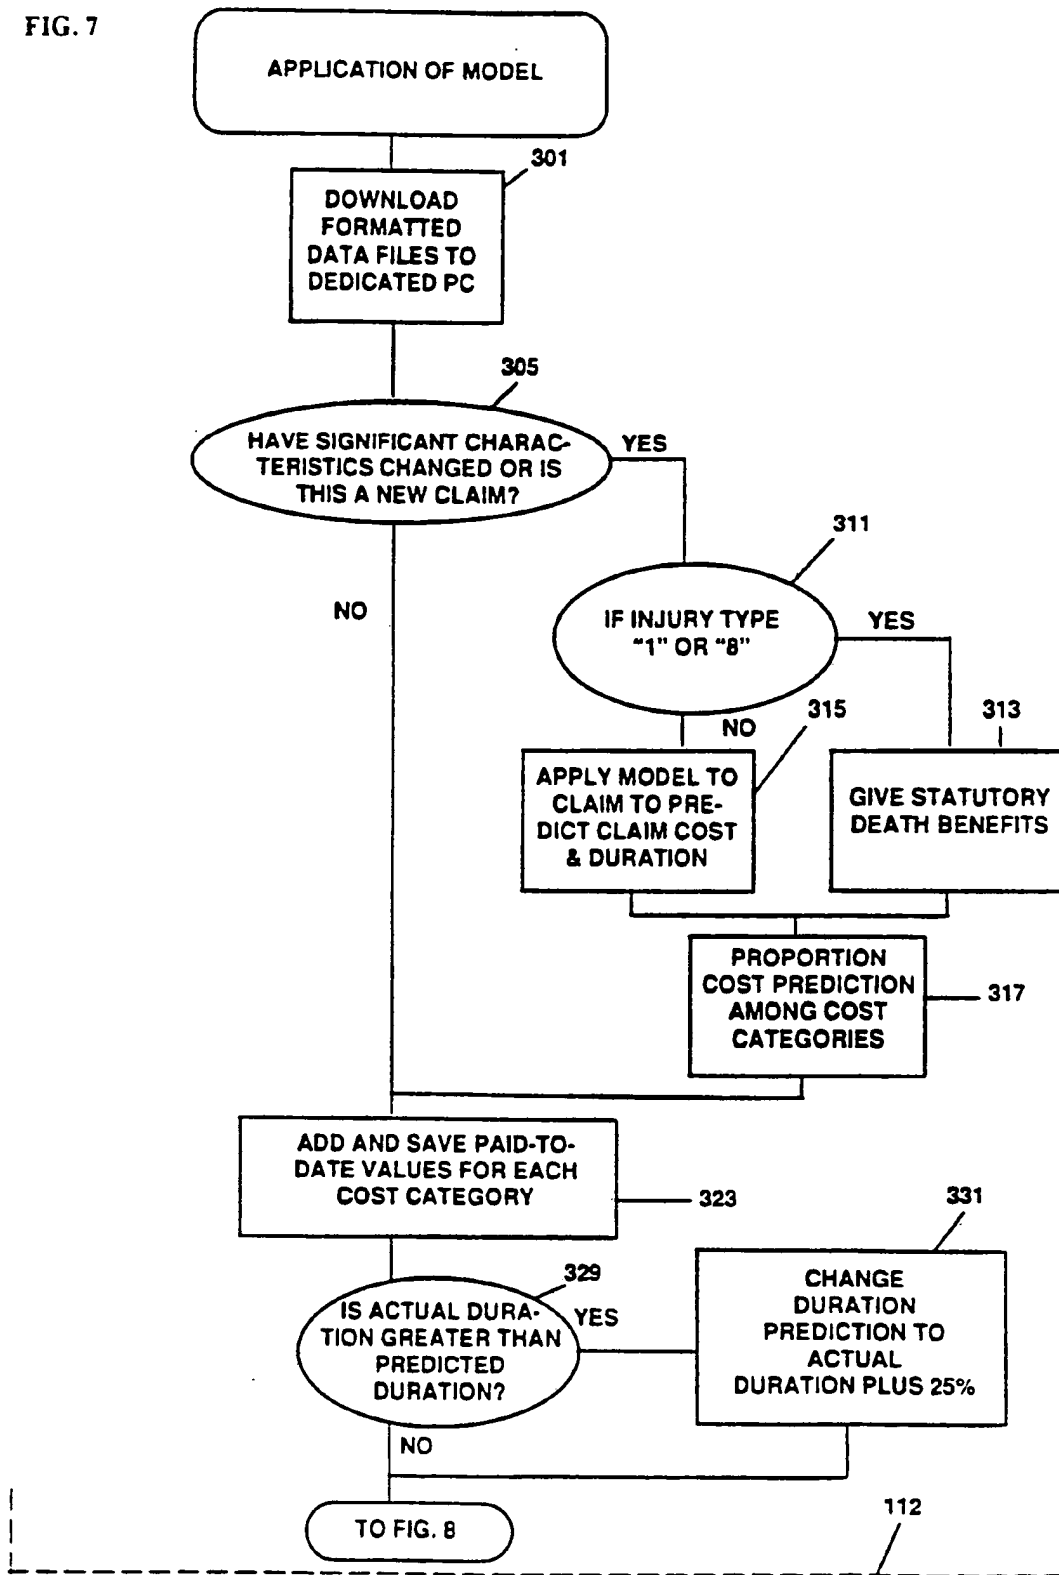 FIG. 7
APPLICATION OF MODEL
301
DOWNLOAD
FORMATTED
DATA FILES TO
DEDICATED PC
305
HAVE SIGNIFICANT CHARAC-
TERISTICS CHANGED OR IS
THIS A NEW CLAIM?
YES
311
NO
IF INJURY TYPE
"1" OR "8"
YES
NO
315
313
APPLY MODEL TO
CLAIM TO PRE-
DICT CLAIM COST
& DURATION
GIVE STATUTORY
DEATH BENEFITS
PROPORTION
COST PREDICTION
AMONG COST
CATEGORIES
317
ADD AND SAVE PAID-TO-
DATE VALUES FOR EACH
COST CATEGORY
323
331
329
IS ACTUAL DURA-
TION GREATER THAN
PREDICTED
DURATION?
YES
CHANGE
DURATION
PREDICTION TO
ACTUAL
DURATION PLUS 25%
NO
TO FIG. 8
112